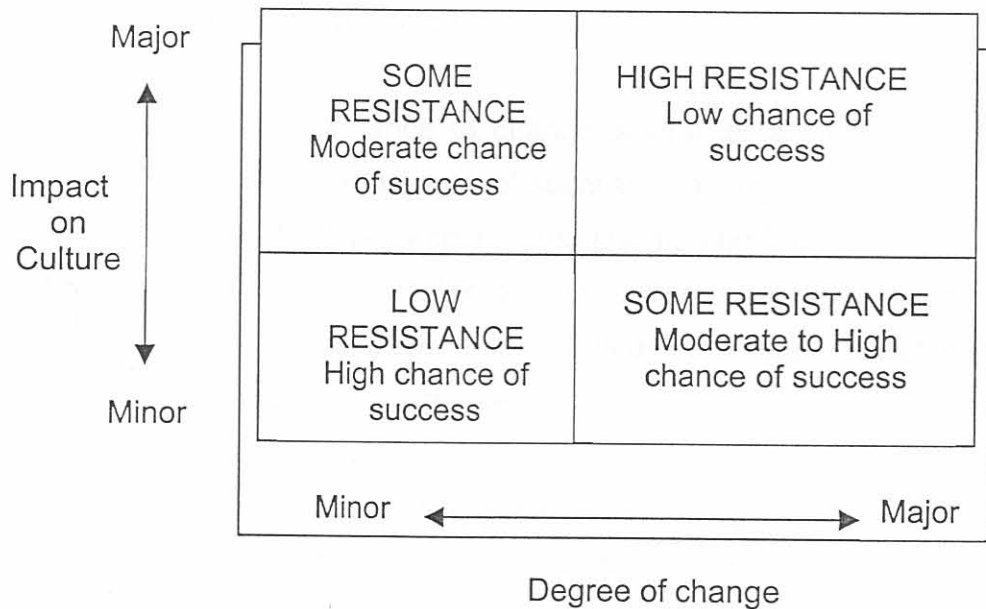 Major
Impact
on
Culture
Minor
SOME
RESISTANCE
Moderate chance
of success
HIGH RESISTANCE
Low chance of
success
LOW
RESISTANCE
High chance of
success
SOME RESISTANCE
Moderate to High
chance of success
Minor
Major
Degree of change